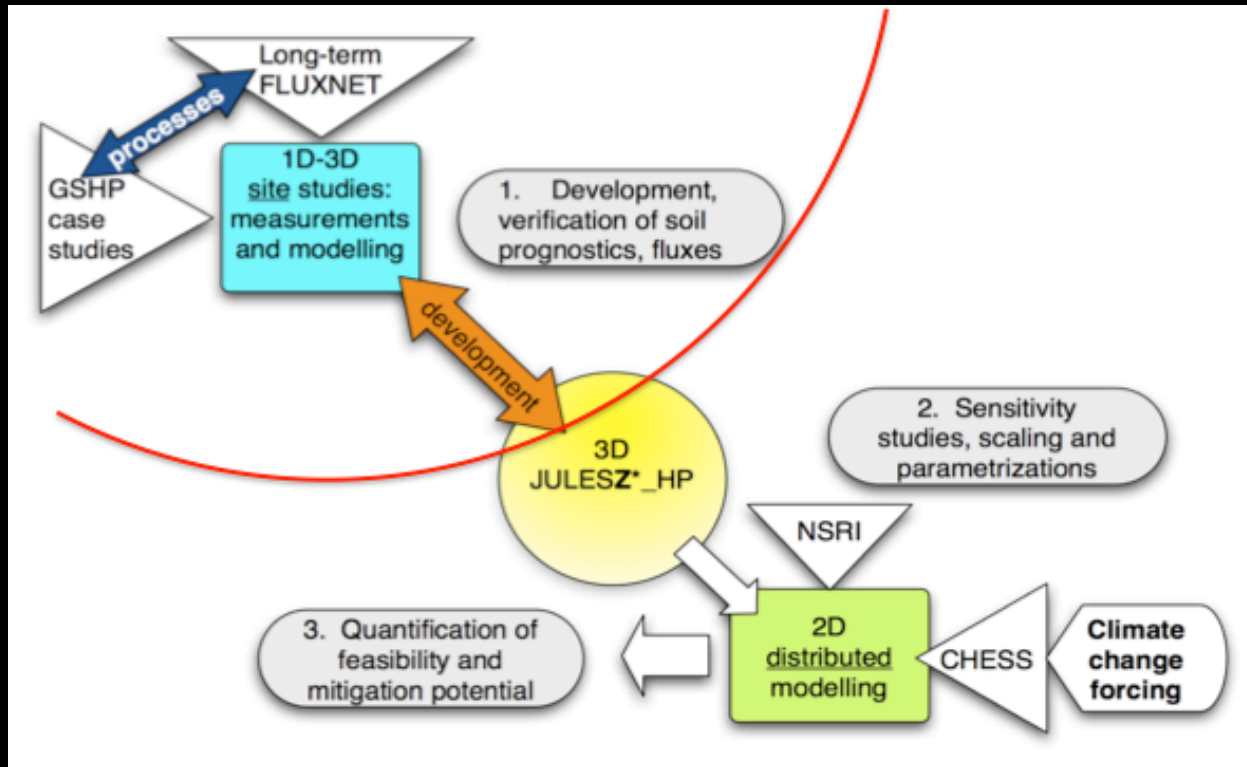 Long-term
FLUXNET
processes
GSHP
case
studies
1D-3D
site studies:
measurements
and modelling
1. Development,
verification of soil
prognostics, fluxes
development
3D
JULESZ*_HP
2. Sensitivity
studies, scaling and
parametrizations
NSRI
3. Quantification of
feasibility and
mitigation potential
2D
distributed
modelling
CHESS
Climate
change
forcing